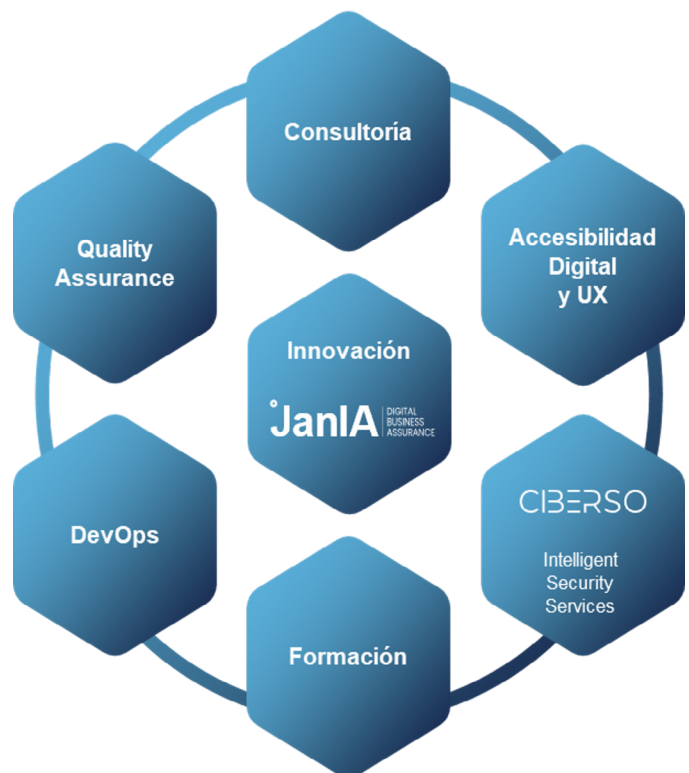 Consultoría
Quality
Assurance
Accesibilidad
Digital
y UX
Innovación
JanIA
DIGITAL
BUSINESS
ASSURANCE
DevOps
CIBERSO
Intelligent
Security
Services
Formación